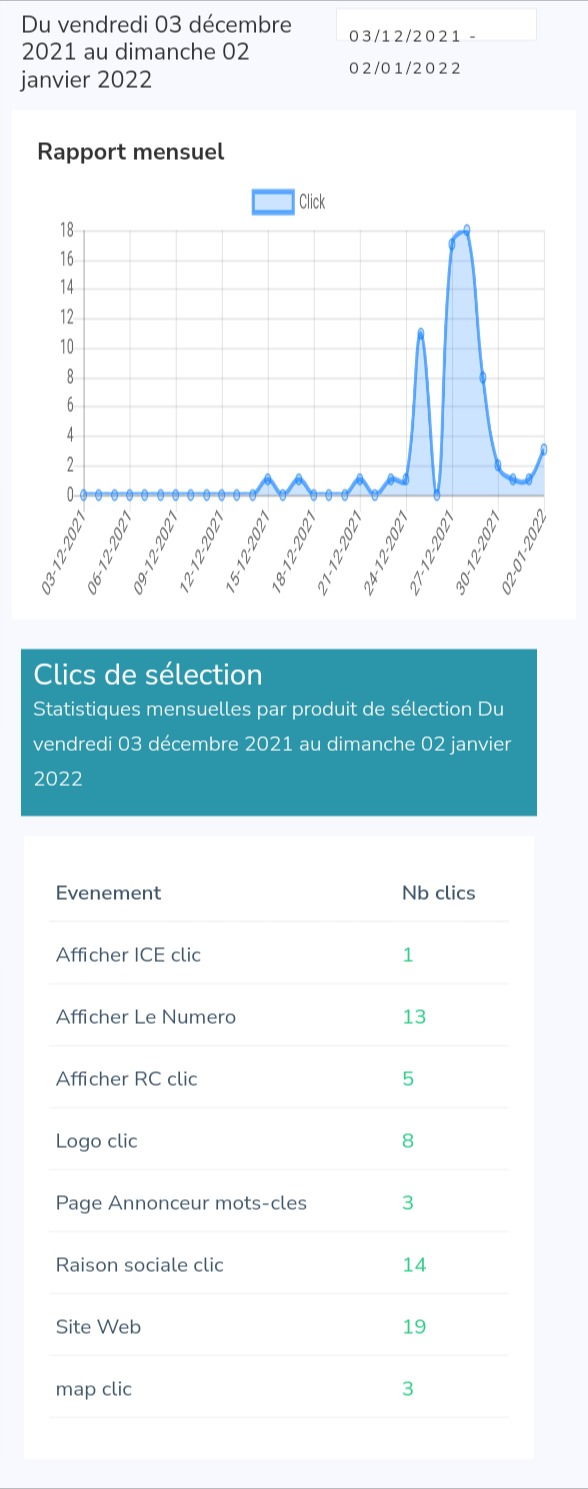 Du vendredi 03 décembre
2021 au dimanche 02
janvier 2022
03/12/2021 -
02/01/2022
Rapport mensuel
Click
18
16
14
12
10
8
6
4
2
0
03-12-2021
06-12-2021
09-12-2021
12-12-2021
15-12-2021
18-12-2021
21-12-2021
24-12-2021
27-12-2021
30-12-2021
02-01-2022
Clics de sélection
Statistiques mensuelles par produit de sélection Du
vendredi 03 décembre 2021 au dimanche 02 janvier
2022
Evenement Nb clics
Afficher ICE clic 1
Afficher Le Numero 13
Afficher RC clic 5
Logo clic 8
Page Annonceur mots-cles 3
Raison sociale clic 14
Site Web 19
map clic 3